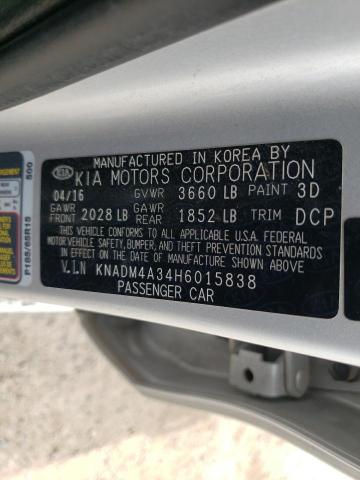 MANUFACTURED IN KOREA BY
KIA KIA MOTORS CORPORATION
04/16 GVWR 3660 LB PAINT 3D
GAWR FRONT 2028 LB GAWR REAR 1852 LB TRIM DCP
THIS VEHICLE CONFORMS TO ALL APPLICABLE U.S.A. FEDERAL
MOTOR VEHICLE SAFETY, BUMPER, AND THEFT PREVENTION STANDARDS
IN EFFECT ON THE DATE OF MANUFACTURE SHOWN ABOVE
V.I.N KNADM4A34H6015838
PASSENGER CAR
P185/65R15 500